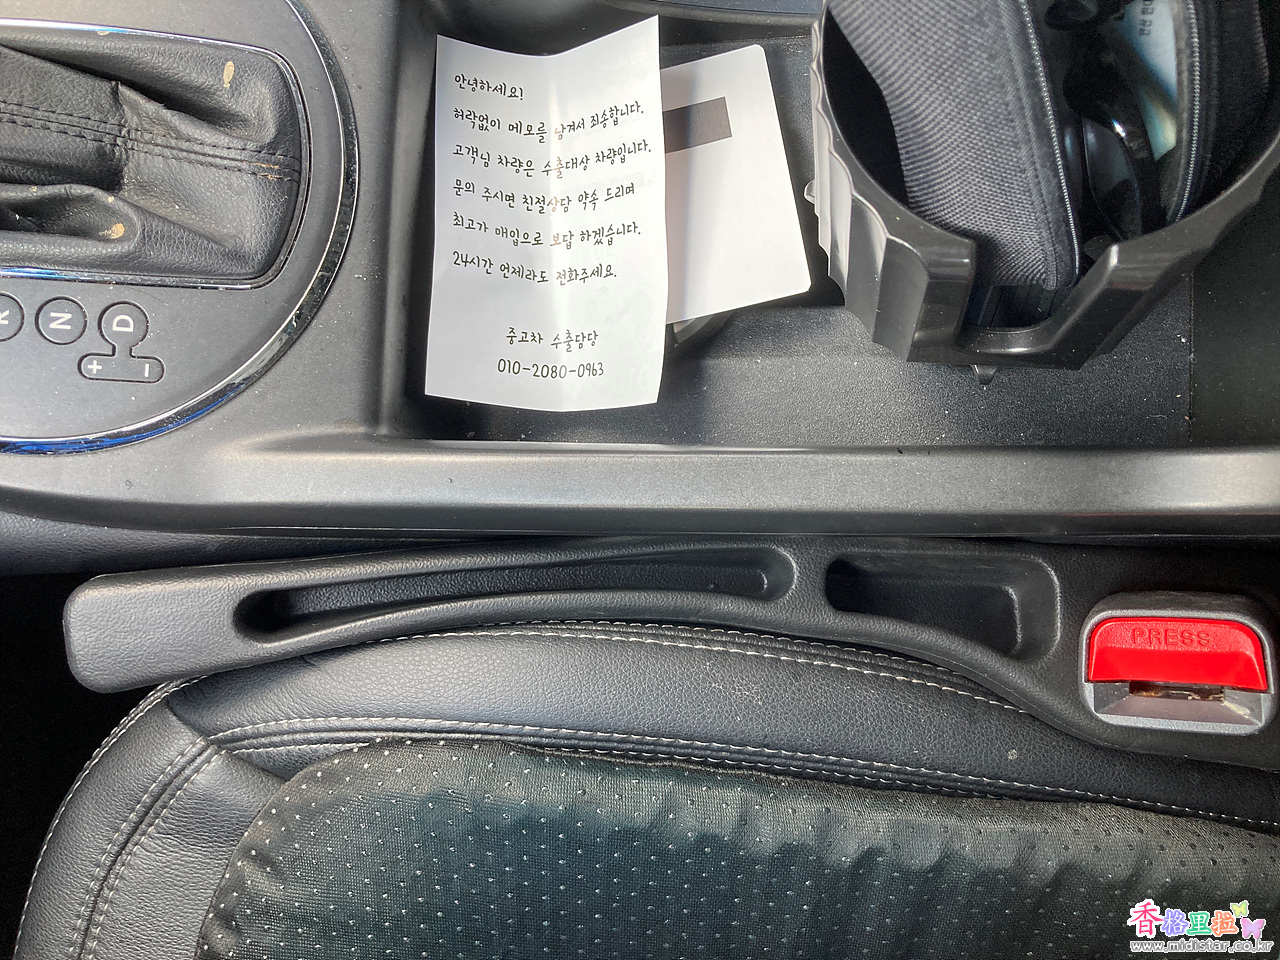 안녕하세요!
허락없이 메모를 남겨서 죄송합니다.
고객님 차량은 수출대상 차량입니다.
문의 주시면 친절상담 약속 드리며
최고가 매입으로 보답 하겠습니다.
24시간 언제라도 전화주세요.
중고차 수출담당
010-2080-0963
R
N
D
+
−
PRESS
香格里拉
www.midistar.co.kr